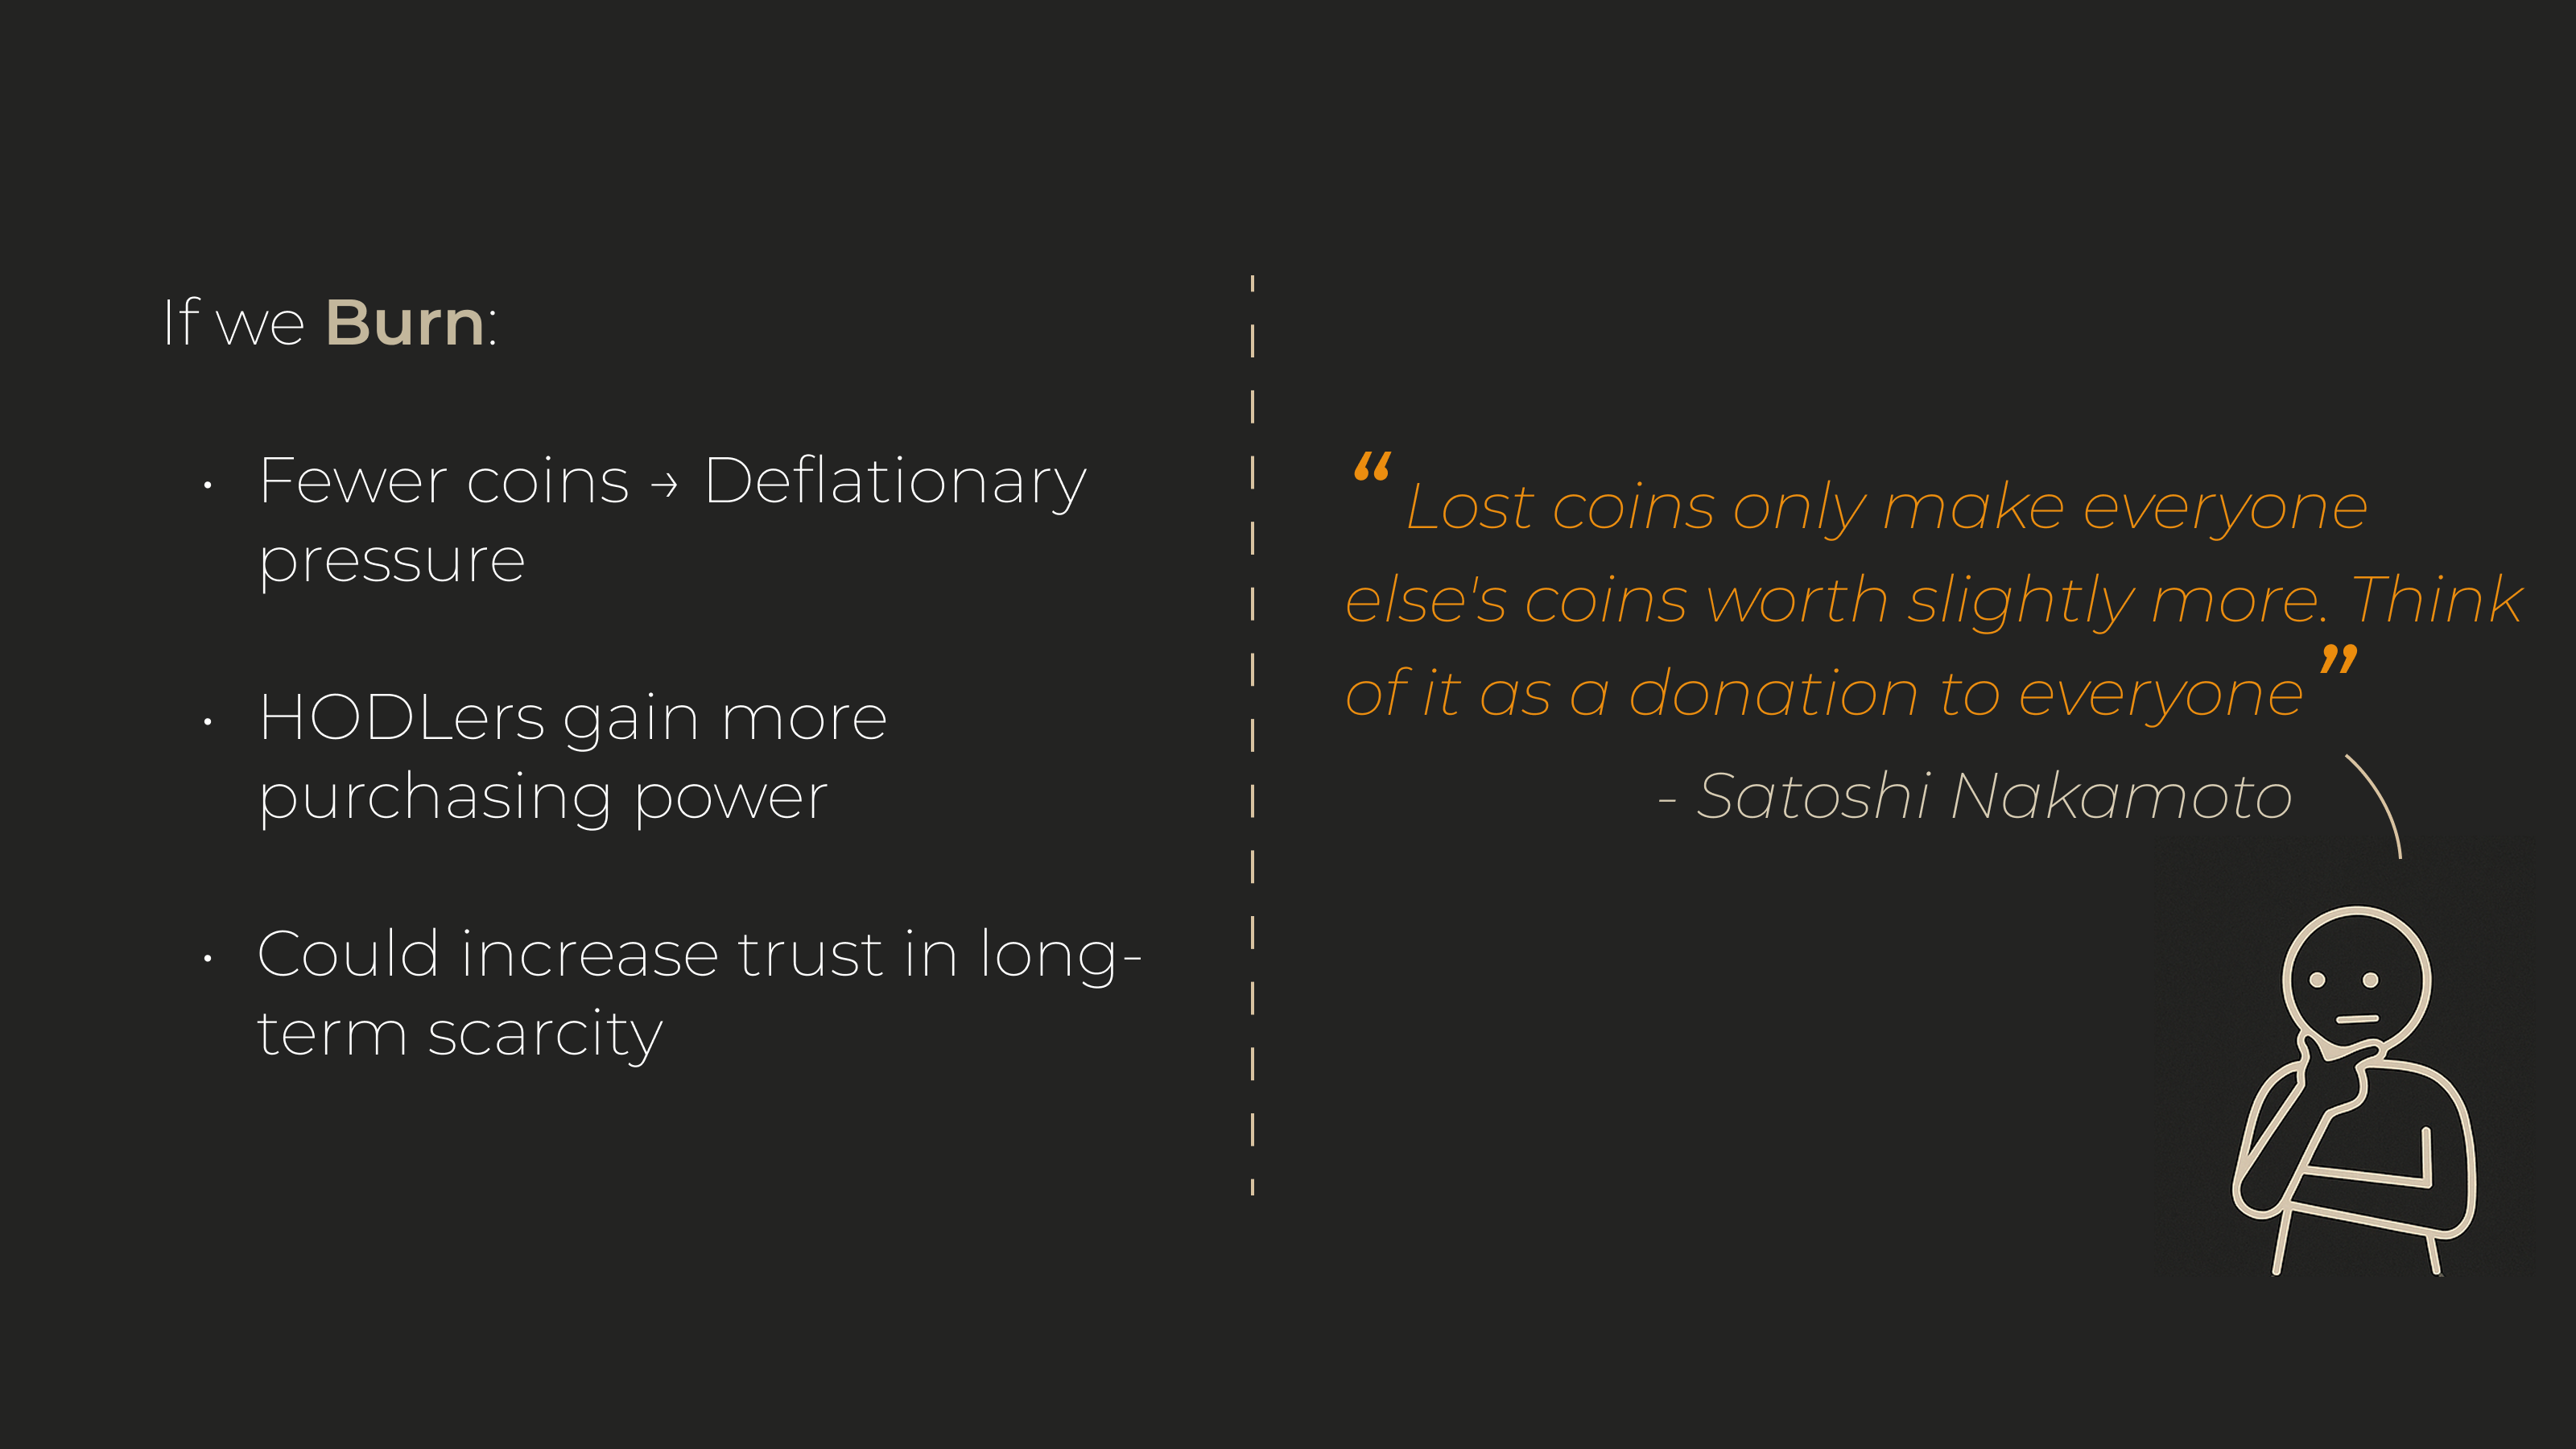 If we Burn:
• Fewer coins → Deflationary
pressure
• HODLers gain more
purchasing power
• Could increase trust in long-
term scarcity
“ Lost coins only make everyone
else's coins worth slightly more. Think
of it as a donation to everyone”
- Satoshi Nakamoto